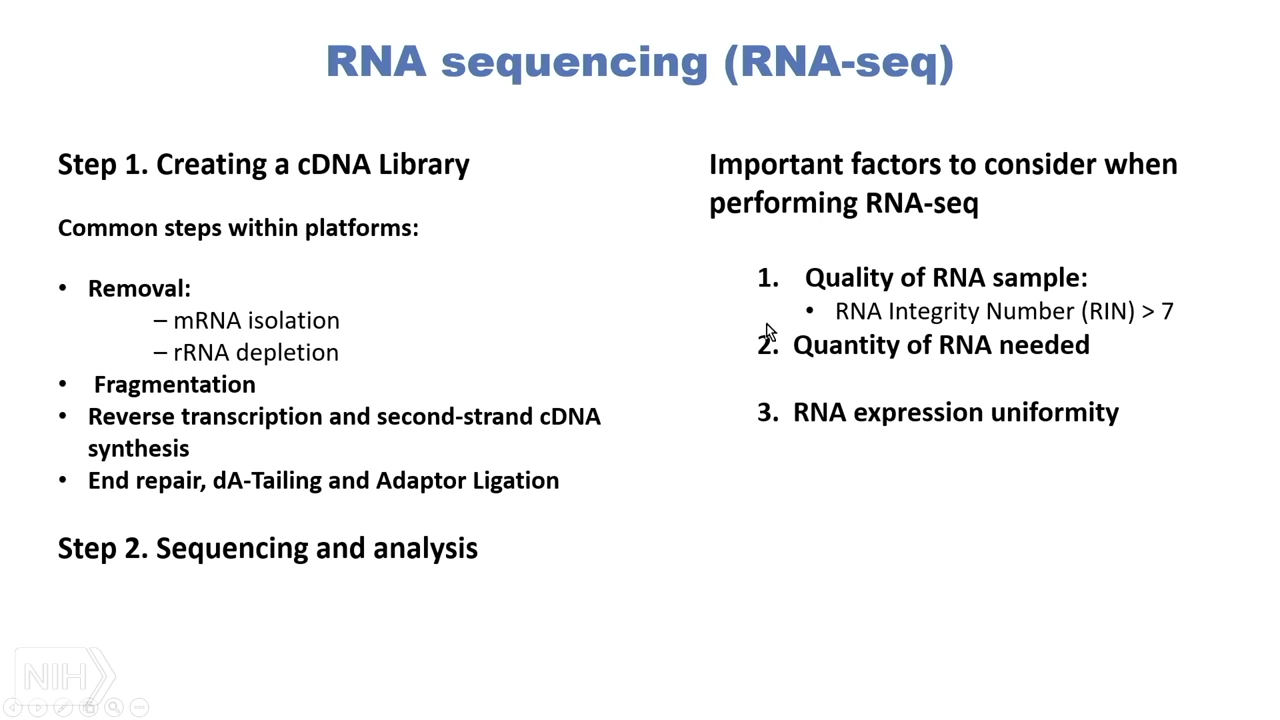 RNA sequencing (RNA-seq)
Step 1. Creating a cDNA Library
Common steps within platforms:
• Removal:
– mRNA isolation
– rRNA depletion
• Fragmentation
• Reverse transcription and second-strand cDNA
synthesis
• End repair, dA-Tailing and Adaptor Ligation
Step 2. Sequencing and analysis
Important factors to consider when
performing RNA-seq
1. Quality of RNA sample:
• RNA Integrity Number (RIN) > 7
2. Quantity of RNA needed
3. RNA expression uniformity
NIH